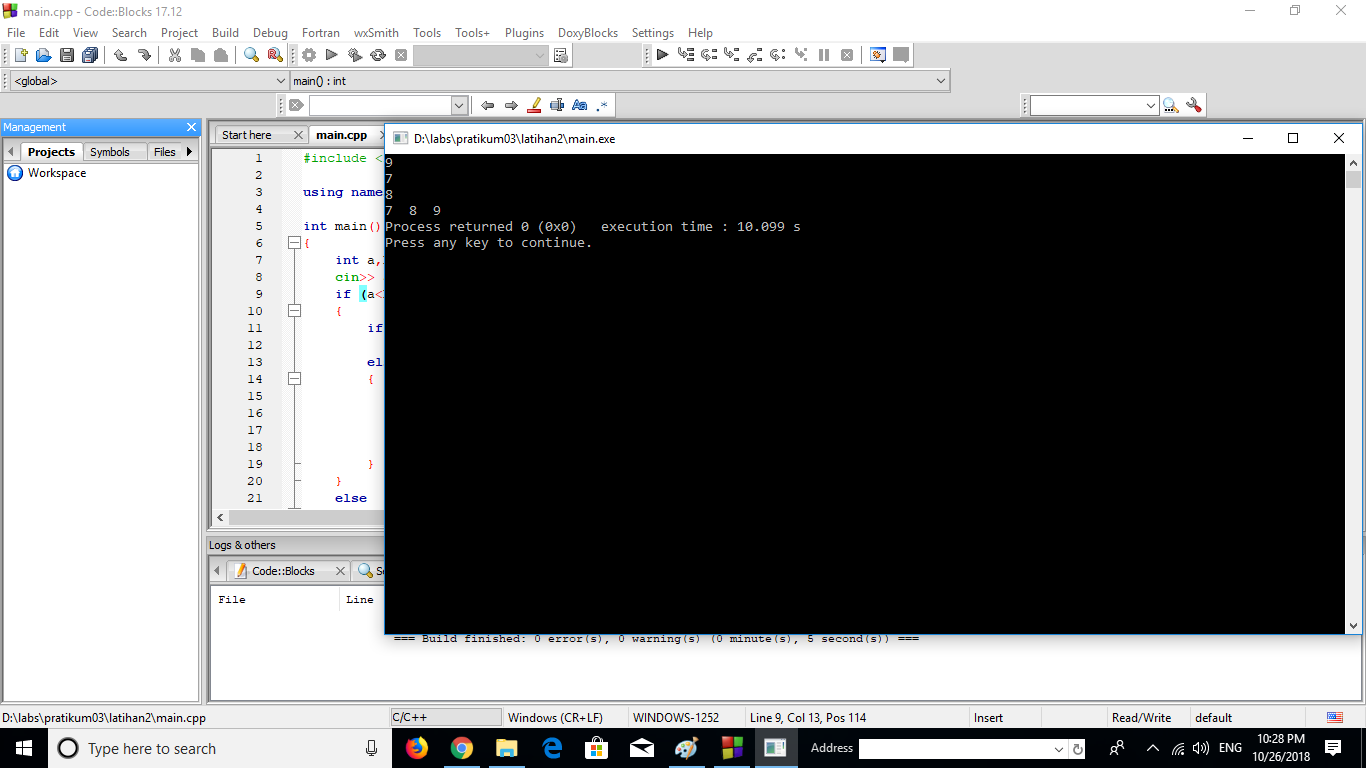 main.cpp - Code::Blocks 17.12
File Edit View Search Project Build Debug Fortran wxSmith Tools Tools+ Plugins DoxyBlocks Settings Help
<global> main() : int
Management
Start here main.cpp
D:\labs\pratikum03\latihan2\main.exe
Projects Symbols Files
Workspace
1 #include <
2
3 using name
4
5 int main()
6 {
7 int a,
8 cin>>
9 if (a<
10 {
11 if
12
13 el
14 {
15
16
17
18
19 }
20 }
21 else
9
7
8
7 8 9
Process returned 0 (0x0) execution time : 10.099 s
Press any key to continue.
Logs & others
Code::Blocks
File Line
=== Build finished: 0 error(s), 0 warning(s) (0 minute(s), 5 second(s)) ===
D:\labs\pratikum03\latihan2\main.cpp C/C++ Windows (CR+LF) WINDOWS-1252 Line 9, Col 13, Pos 114 Insert Read/Write default
Type here to search Address ENG 10:28 PM
10/26/2018